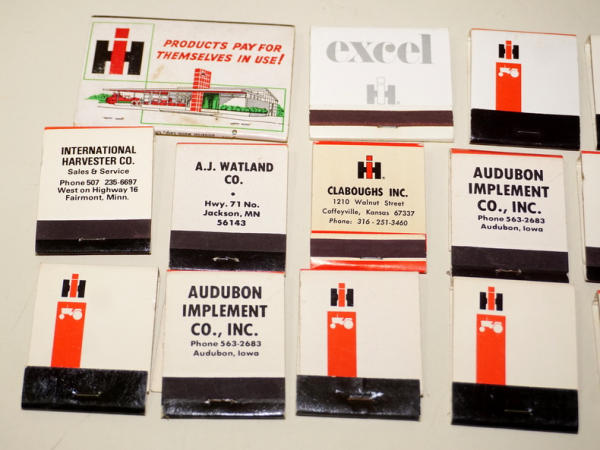 IH
PRODUCTS PAY FOR
THEMSELVES IN USE!
excel
IH
IH
INTERNATIONAL
HARVESTER CO.
Sales & Service
Phone 507 235-6697
West on Highway 16
Fairmont, Minn.
A.J. WATLAND
CO.
•
Hwy. 71 No.
Jackson, MN
56143
IH
CLABOUGHS INC.
1210 Walnut Street
Coffeyville, Kansas 67337
Phone: 316-251-3460
AUDUBON
IMPLEMENT
CO., INC.
Phone 563-2683
Audubon, Iowa
IH
AUDUBON
IMPLEMENT
CO., INC.
Phone 563-2683
Audubon, Iowa
IH
IH